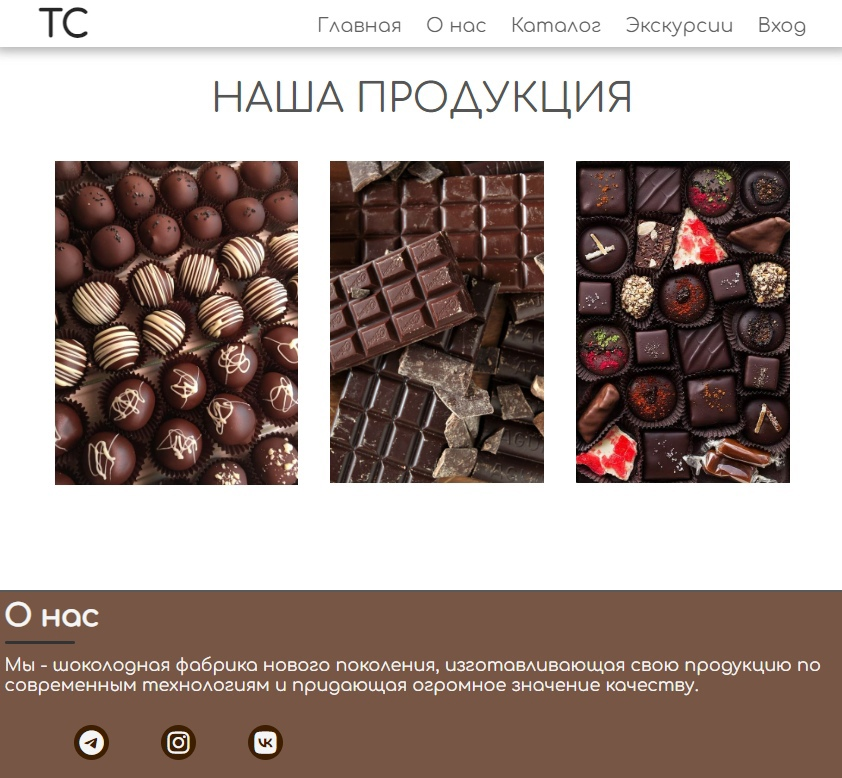 ТС
Главная О нас Каталог Экскурсии Вход
НАША ПРОДУКЦИЯ
О нас
Мы - шоколодная фабрика нового поколения, изготавливающая свою продукцию по
современным технологиям и придающая огромное значение качеству.